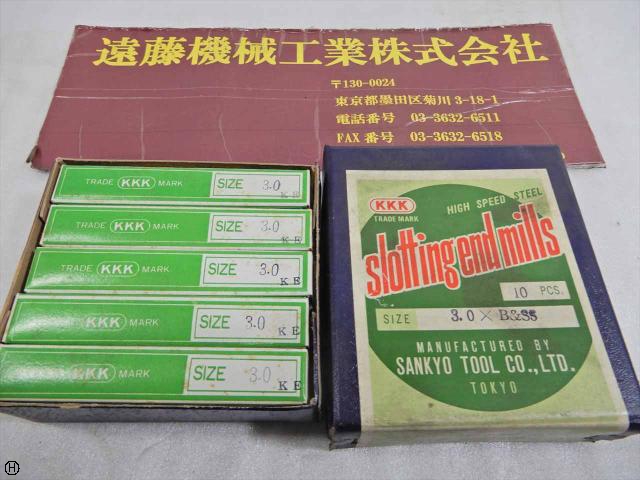 遠藤機械工業株式会社
〒130-0024
東京都墨田区菊川3-18-1
電話番号 03-3632-6511
FAX番号 03-3632-6518
TRADE KKK MARK SIZE 3.0
KE
TRADE KKK MARK SIZE 3.0
KE
TRADE KKK MARK SIZE 3.0
KE
TRADE KKK MARK SIZE 3.0
KE
TRADE KKK MARK SIZE 3.0
KE
KKK
TRADE MARK
HIGH SPEED STEEL
slotting end mills
10 PCS.
SIZE 3.0 × B&SS
MANUFACTURED BY
SANKYO TOOL CO., LTD.
TOKYO
H